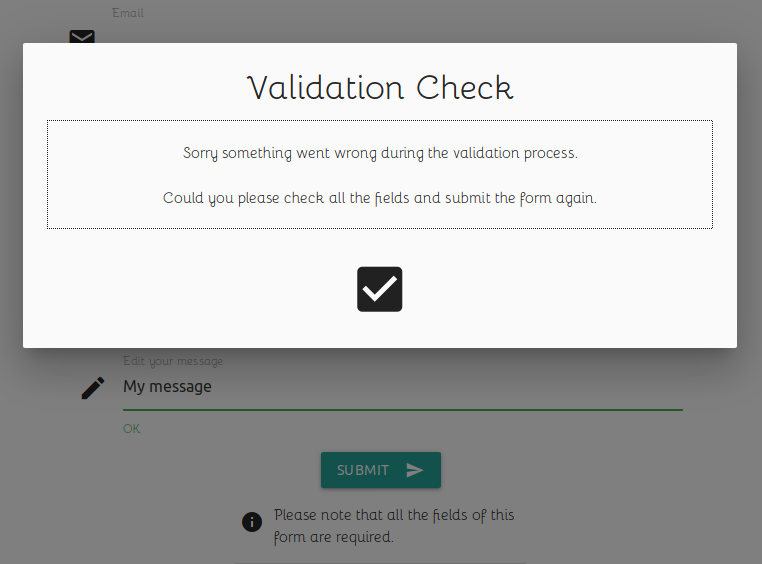 Email
Validation Check
Sorry something went wrong during the validation process.
Could you please check all the fields and submit the form again.
Edit your message
My message
OK
SUBMIT
Please note that all the fields of this
form are required.